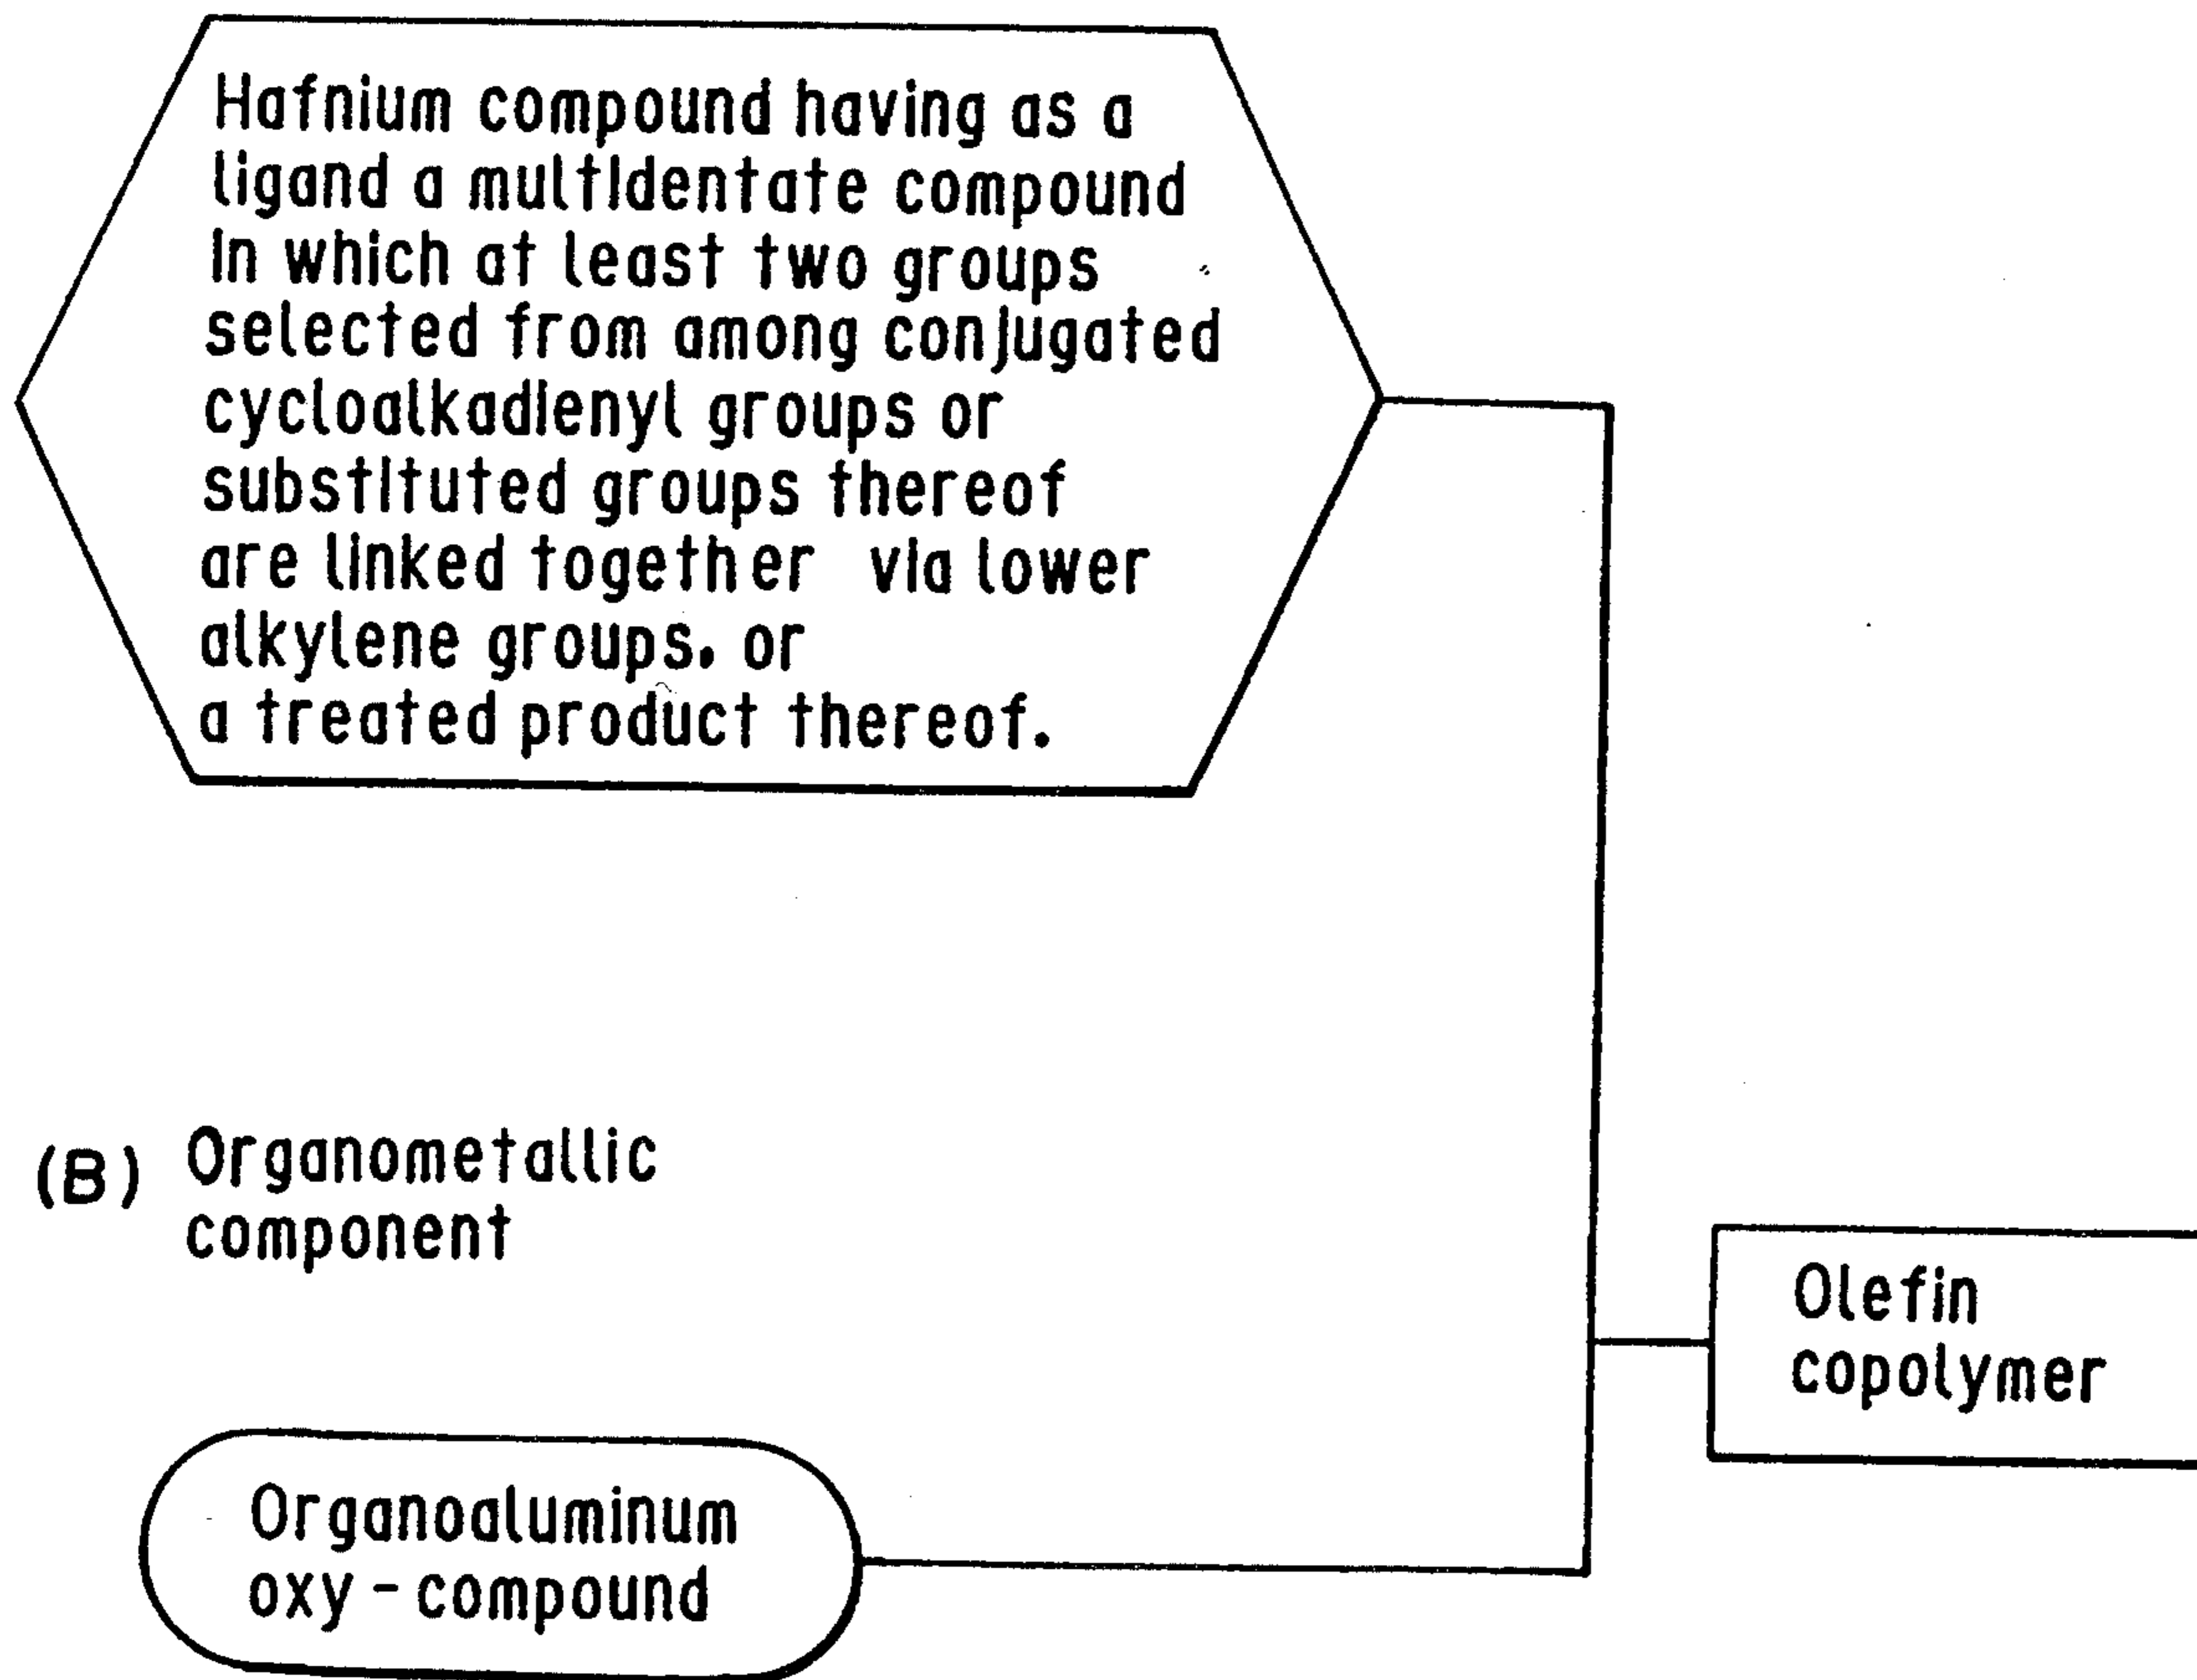 Hafnium compound having as a
ligand a multidentate compound
in which at least two groups
selected from among conjugated
cycloalkadienyl groups or
substituted groups thereof
are linked together via lower
alkylene groups. or
a treated product thereof.
(B) Organometallic
component
Olefin
copolymer
Organoaluminum
oxy-compound